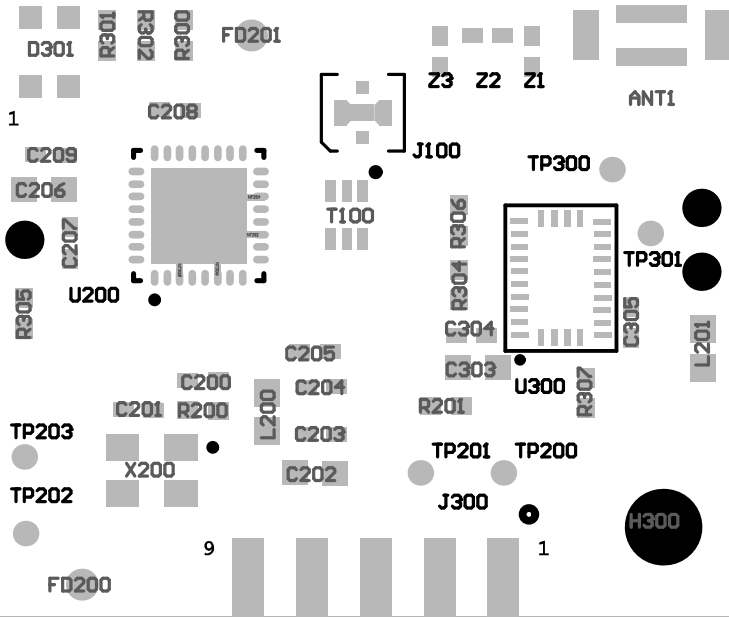 D301
R301
R302
R300
FD201
Z3
Z2
Z1
ANT1
1
C208
J100
C209
C206
TP300
T100
R306
C207
TP301
U200
R305
R304
C304
C305
L201
C205
C303
U300
C200
C204
R307
C201
R200
L200
R201
TP203
C203
TP201
TP200
X200
C202
TP202
J300
H300
9
1
FD200